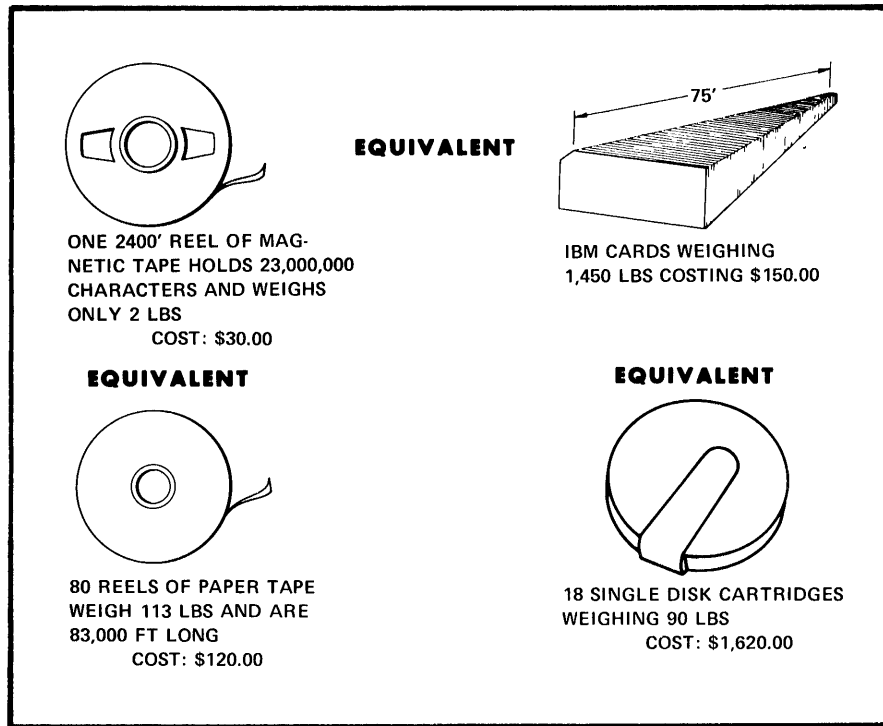 75'
EQUIVALENT
ONE 2400' REEL OF MAG-
NETIC TAPE HOLDS 23,000,000
CHARACTERS AND WEIGHS
ONLY 2 LBS
COST: $30.00
IBM CARDS WEIGHING
1,450 LBS COSTING $150.00
EQUIVALENT
80 REELS OF PAPER TAPE
WEIGH 113 LBS AND ARE
83,000 FT LONG
COST: $120.00
EQUIVALENT
18 SINGLE DISK CARTRIDGES
WEIGHING 90 LBS
COST: $1,620.00